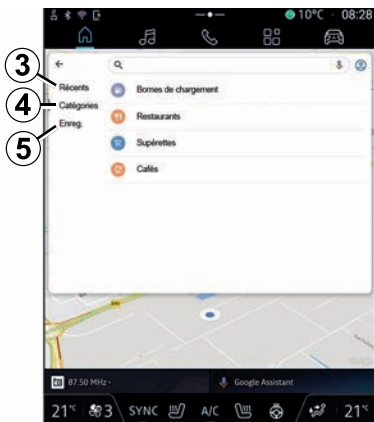 10°C 08:28
3
Récents
Bornes de chargement
4
Catégories
Restaurants
5
Enreg.
Supérettes
Cafés
Google
87.50 MHz
Google Assistant
21°C 3 SYNC A/C 21°C